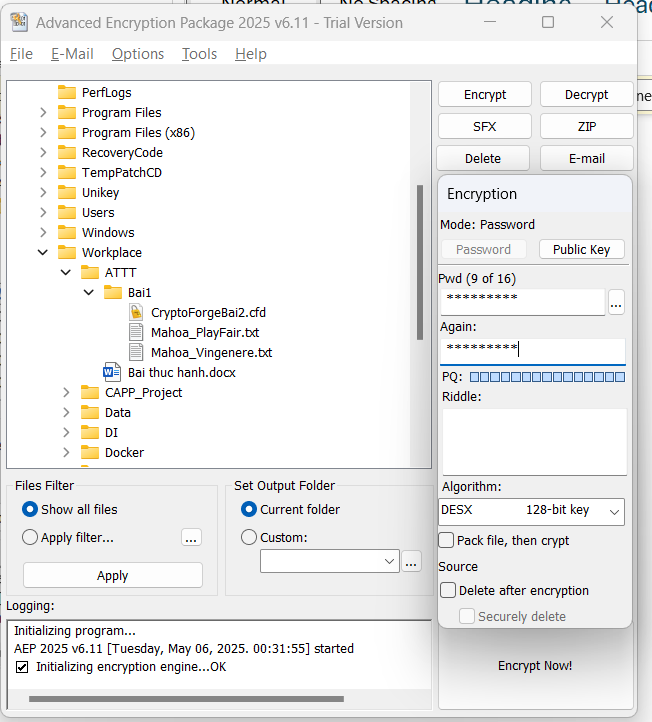 Advanced Encryption Package 2025 v6.11 - Trial Version
File E-Mail Options Tools Help
PerfLogs
Program Files
Program Files (x86)
RecoveryCode
TempPatchCD
Unikey
Users
Windows
Workplace
ATTT
Bai1
CryptoForgeBai2.cfd
Mahoa_PlayFair.txt
Mahoa_Vingenere.txt
Bai thuc hanh.docx
CAPP_Project
Data
DI
Docker
Encrypt Decrypt
SFX ZIP
Delete E-mail
Encryption
Mode: Password
Password Public Key
Pwd (9 of 16)
********* ...
Again:
*********
PQ:
Riddle:
Algorithm:
DESX 128-bit key
Pack file, then crypt
Source
Delete after encryption
Securely delete
Encrypt Now!
Files Filter
Show all files
Apply filter... ...
Apply
Set Output Folder
Current folder
Custom:
...
Logging:
Initializing program...
AEP 2025 v6.11 [Tuesday, May 06, 2025. 00:31:55] started
Initializing encryption engine...OK